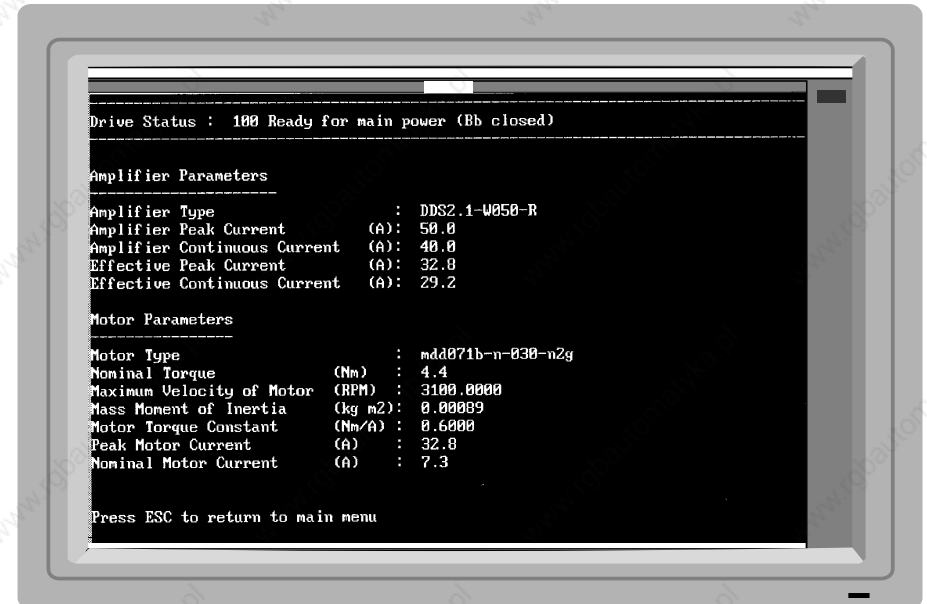 Drive Status :  100 Ready for main power (Bb closed)
Amplifier Parameters
Amplifier Type : DDS2.1-W050-R
Amplifier Peak Current (A): 50.0
Amplifier Continuous Current (A): 40.0
Effective Peak Current (A): 32.8
Effective Continuous Current (A): 29.2
Motor Parameters
Motor Type : mdd071b-n-030-n2g
Nominal Torque (Nm) : 4.4
Maximum Velocity of Motor (RPM) : 3100.0000
Mass Moment of Inertia (kg m2): 0.00089
Motor Torque Constant (Nm/A) : 0.6000
Peak Motor Current (A) : 32.8
Nominal Motor Current (A) : 7.3
Press ESC to return to main menu